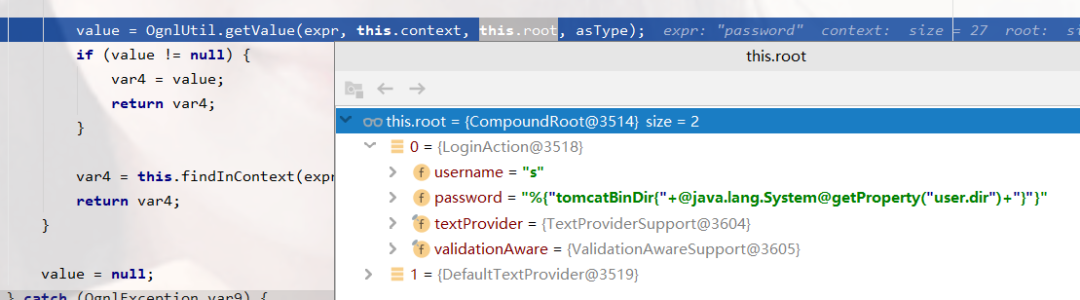 value = OgnlUtil.getValue(expr, this.context, this.root, asType); expr: "password" context: size = 27 root: s
if (value != null) {
var4 = value;
return var4;
}
var4 = this.findInContext(expr
return var4;
}
value = null;
} catch (OgnlException var9) {
this.root
this.root = {CompoundRoot@3514} size = 2
0 = {LoginAction@3518}
f username = "s"
f password = "%{"tomcatBinDir{"+@java.lang.System@getProperty("user.dir")+"}"}"
f textProvider = {TextProviderSupport@3604}
f validationAware = {ValidationAwareSupport@3605}
1 = {DefaultTextProvider@3519}